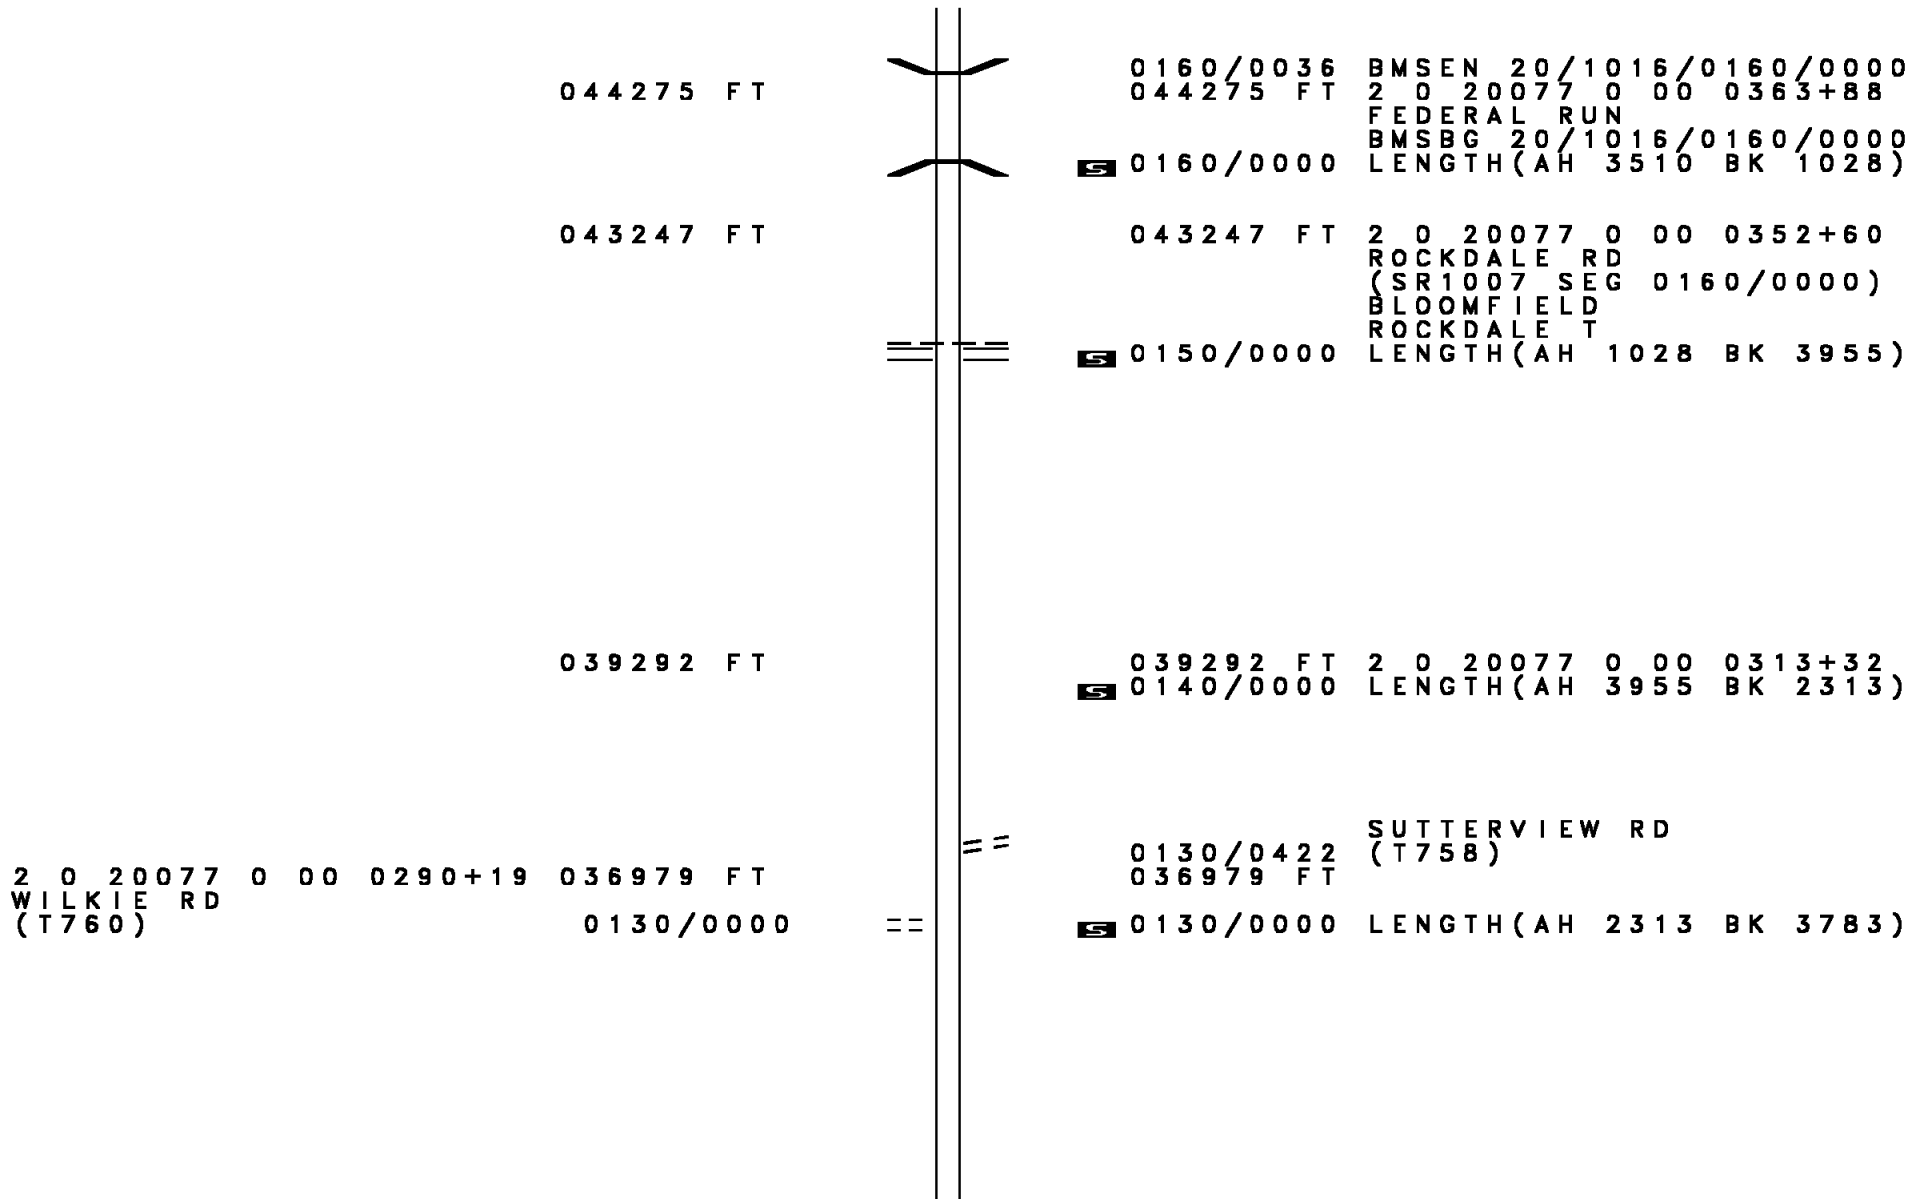 0160/0036 BMSEN 20/1016/0160/0000
044275 FT 044275 FT 2 0 20077 0 00 0363+88
FEDERAL RUN
BMSBG 20/1016/0160/0000
S 0160/0000 LENGTH(AH 3510 BK 1028)
043247 FT 043247 FT 2 0 20077 0 00 0352+60
ROCKDALE RD
(SR1007 SEG 0160/0000)
BLOOMFIELD
ROCKDALE T
S 0150/0000 LENGTH(AH 1028 BK 3955)
039292 FT 039292 FT 2 0 20077 0 00 0313+32
S 0140/0000 LENGTH(AH 3955 BK 2313)
SUTTERVIEW RD
0130/0422 (T758)
2 0 20077 0 00 0290+19 036979 FT 036979 FT
WILKIE RD
(T760) 0130/0000 S 0130/0000 LENGTH(AH 2313 BK 3783)